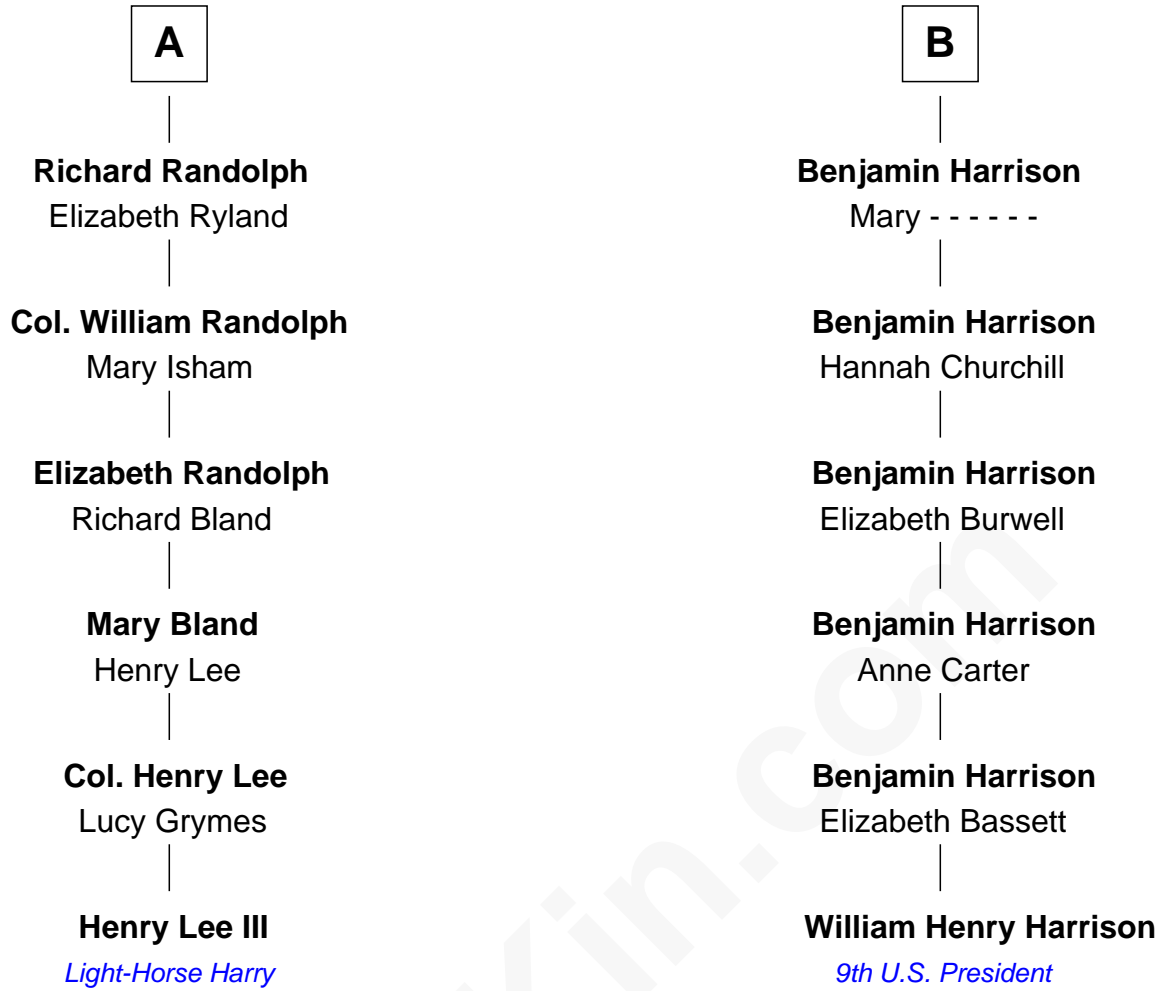 A
Richard Randolph
Elizabeth Ryland
Col. William Randolph
Mary Isham
Elizabeth Randolph
Richard Bland
Mary Bland
Henry Lee
Col. Henry Lee
Lucy Grymes
Henry Lee III
Light-Horse Harry
B
Benjamin Harrison
Mary - - - - - -
Benjamin Harrison
Hannah Churchill
Benjamin Harrison
Elizabeth Burwell
Benjamin Harrison
Anne Carter
Benjamin Harrison
Elizabeth Bassett
William Henry Harrison
9th U.S. President
Kin.com